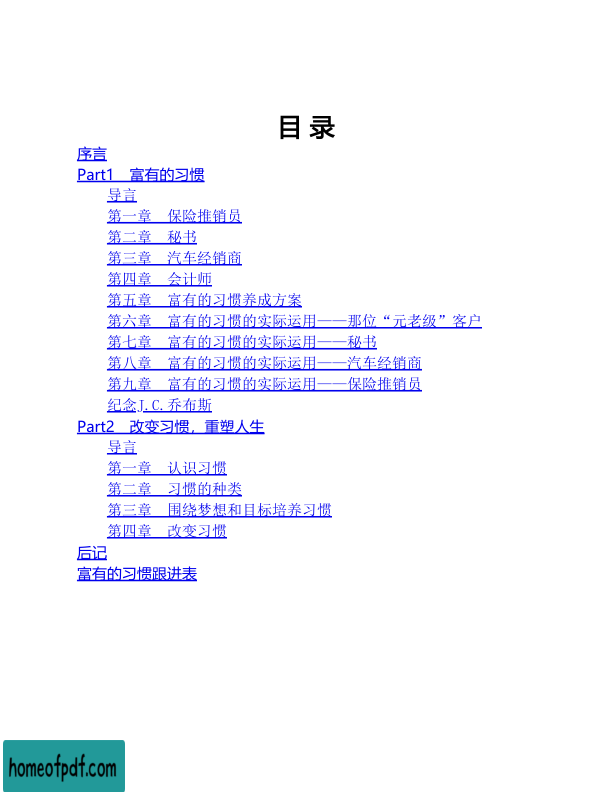 目 录
序言
Part1　富有的习惯
导言
第一章　保险推销员
第二章　秘书
第三章　汽车经销商
第四章　会计师
第五章　富有的习惯养成方案
第六章　富有的习惯的实际运用——那位“元老级”客户
第七章　富有的习惯的实际运用——秘书
第八章　富有的习惯的实际运用——汽车经销商
第九章　富有的习惯的实际运用——保险推销员
纪念J.C.乔布斯
Part2　改变习惯，重塑人生
导言
第一章　认识习惯
第二章　习惯的种类
第三章　围绕梦想和目标培养习惯
第四章　改变习惯
后记
富有的习惯跟进表
homeofpdf.com